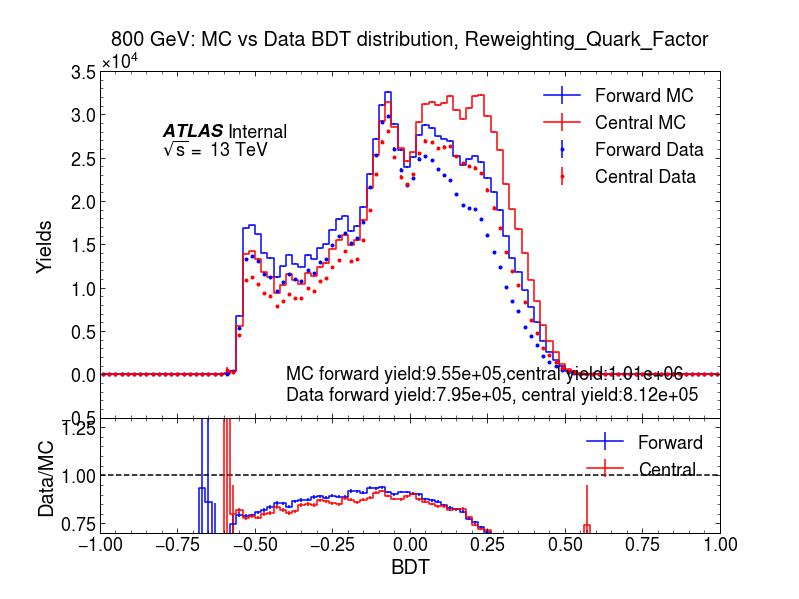 800 GeV: MC vs Data BDT distribution, Reweighting_Quark_Factor
×10⁴
3.5
3.0
2.5
2.0
1.5
1.0
0.5
0.0
0.5
Yields
ATLAS Internal
√s = 13 TeV
Forward MC
Central MC
Forward Data
Central Data
MC forward yield:9.55e+05,central yield:1.01e+06
Data forward yield:7.95e+05, central yield:8.12e+05
1.25
1.00
0.75
Data/MC
Forward
Central
−1.00 −0.75 −0.50 −0.25 0.00 0.25 0.50 0.75 1.00
BDT